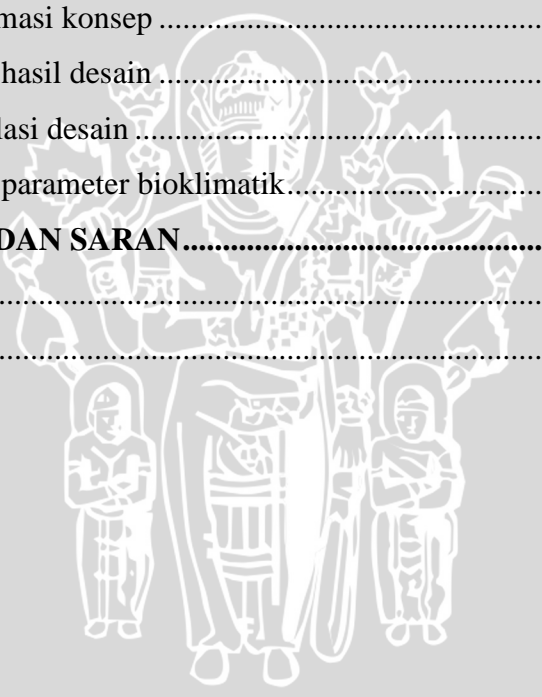 masi konsep ..........................................................
hasil desain ..........................................................
lasi desain .............................................................
parameter bioklimatik........................................
DAN SARAN.....................................................
..................................................................................
..................................................................................